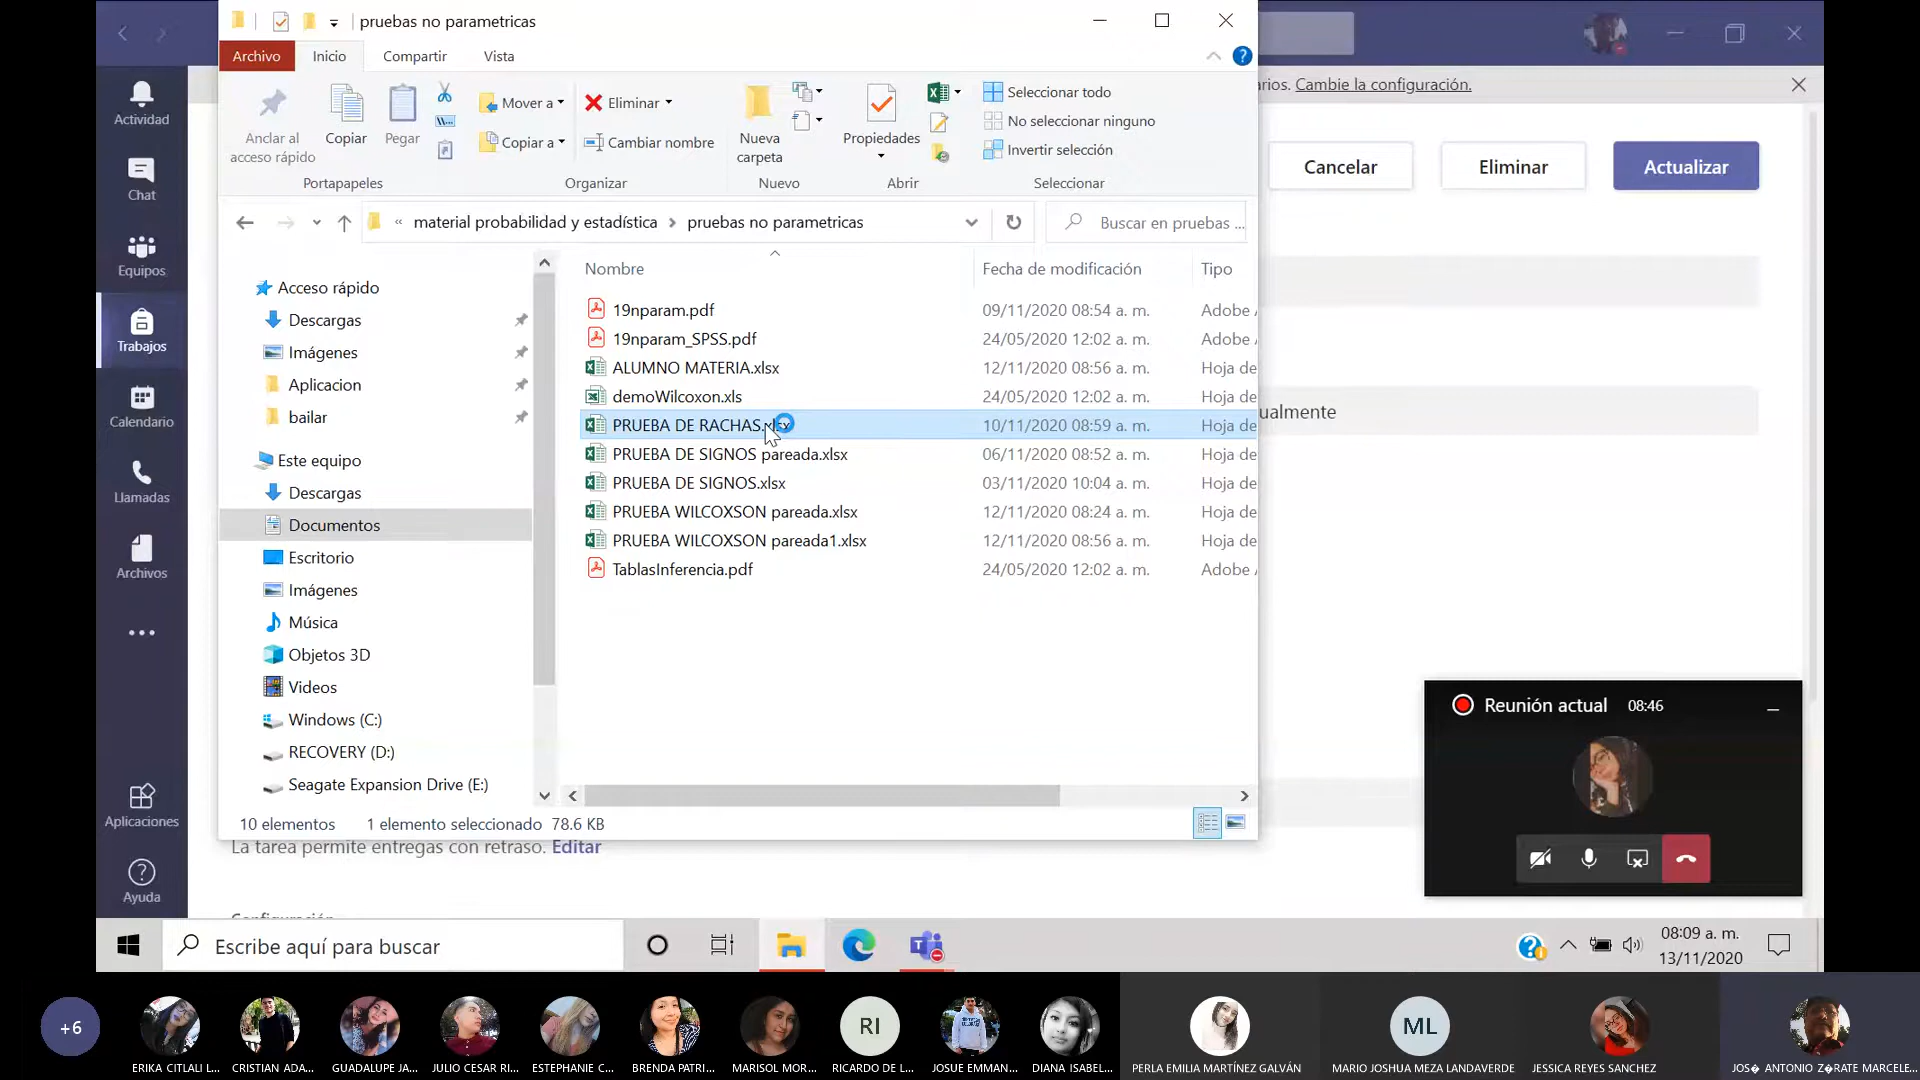 pruebas no parametricas
Archivo
Inicio
Compartir
Vista
Anclar al
acceso rápido
Copiar
Pegar
Mover a
Copiar a
Eliminar
Cambiar nombre
Nueva
carpeta
Propiedades
Seleccionar todo
No seleccionar ninguno
Invertir selección
Portapapeles
Organizar
Nuevo
Abrir
Seleccionar
« material probabilidad y estadística > pruebas no parametricas
Buscar en pruebas ...
Nombre
Fecha de modificación
Tipo
19nparam.pdf 09/11/2020 08:54 a. m. Adobe
19nparam_SPSS.pdf 24/05/2020 12:02 a. m. Adobe
ALUMNO MATERIA.xlsx 12/11/2020 08:56 a. m. Hoja de
demoWilcoxon.xls 24/05/2020 12:02 a. m. Hoja de
PRUEBA DE RACHAS.xlsx 10/11/2020 08:59 a. m. Hoja de
PRUEBA DE SIGNOS pareada.xlsx 06/11/2020 08:52 a. m. Hoja de
PRUEBA DE SIGNOS.xlsx 03/11/2020 10:04 a. m. Hoja de
PRUEBA WILCOXSON pareada.xlsx 12/11/2020 08:24 a. m. Hoja de
PRUEBA WILCOXSON pareada1.xlsx 12/11/2020 08:56 a. m. Hoja de
TablasInferencia.pdf 24/05/2020 12:02 a. m. Adobe
Acceso rápido
Descargas
Imágenes
Aplicacion
bailar
Este equipo
Descargas
Documentos
Escritorio
Imágenes
Música
Objetos 3D
Videos
Windows (C:)
RECOVERY (D:)
Seagate Expansion Drive (E:)
10 elementos 1 elemento seleccionado 78.6 KB
Actividad
Chat
Equipos
Trabajos
Calendario
Llamadas
Archivos
Aplicaciones
Ayuda
arios. Cambie la configuración.
Cancelar
Eliminar
Actualizar
ualmente
La tarea permite entregas con retraso. Editar
Configuración
Reunión actual 08:46
Escribe aquí para buscar
08:09 a. m.
13/11/2020
+6
RI
ML
ERIKA CITLALI L...
CRISTIAN ADA...
GUADALUPE JA...
JULIO CESAR RI...
ESTEPHANIE C...
BRENDA PATRI...
MARISOL MOR...
RICARDO DE L...
JOSUE EMMAN...
DIANA ISABEL...
PERLA EMILIA MARTÍNEZ GALVÁN
MARIO JOSHUA MEZA LANDAVERDE
JESSICA REYES SANCHEZ
JOS� ANTONIO Z�RATE MARCELE...